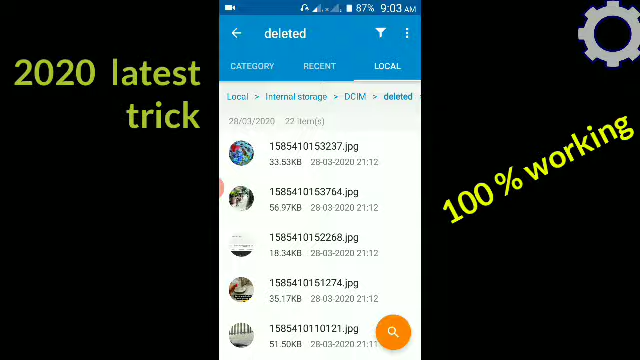 87% 9:03 AM
deleted
CATEGORY RECENT LOCAL
Local > Internal storage > DCIM > deleted
28/03/2020 22 Item(s)
1585410153237.jpg
33.53KB 28-03-2020 21:12
1585410153764.jpg
56.97KB 28-03-2020 21:12
1585410152268.jpg
18.34KB 28-03-2020 21:12
1585410151274.jpg
35.17KB 28-03-2020 21:12
1585410110121.jpg
51.50KB 28-03-2020 21:11
2020 latest
trick
100 % working